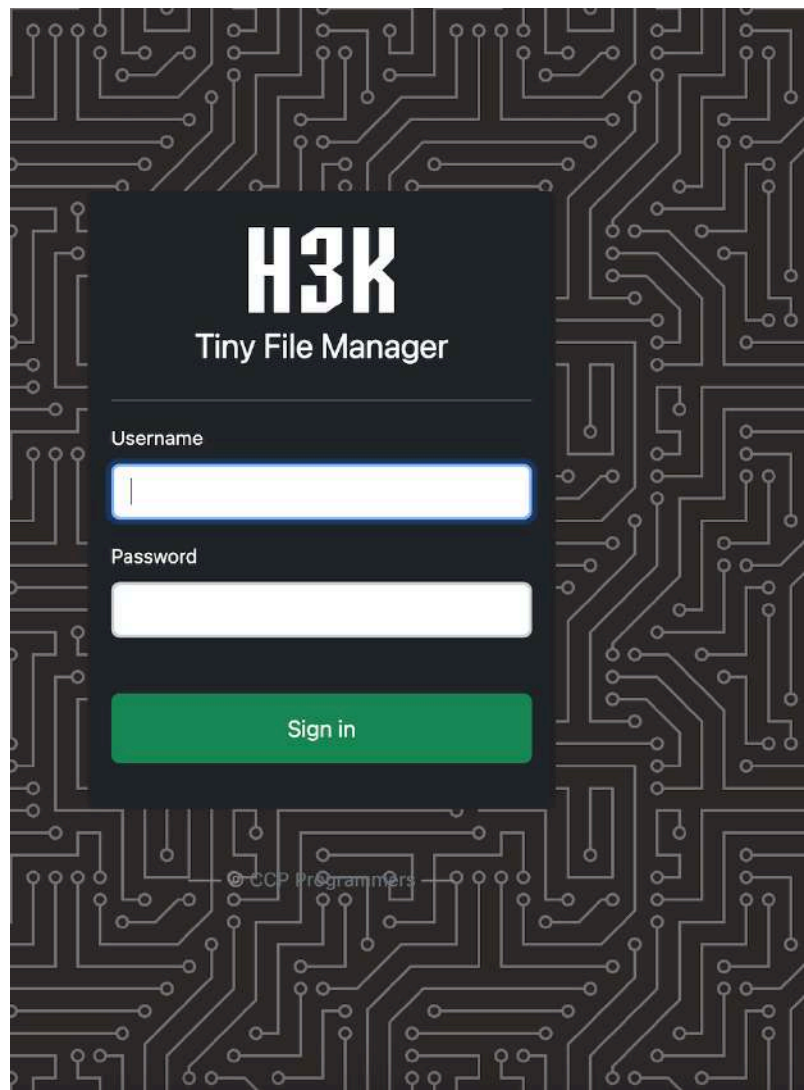 H3K
Tiny File Manager
Username
Password
Sign in
— © CCP Programmers —